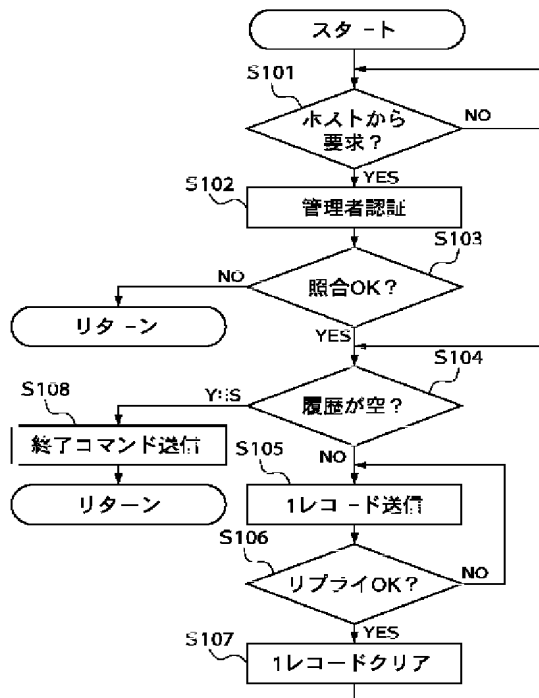 スタート
S101
ホストから
要求？
NO
YES
S102
管理者認証
S103
照合OK？
NO
リターン
YES
S104
履歴が空？
YES
S108
終了コマンド送信
リターン
NO
S105
1レコード送信
S106
リプライOK？
NO
YES
S107
1レコードクリア